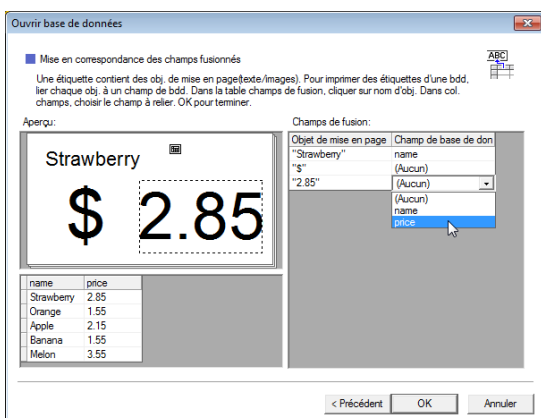 Ouvrir base de données
Mise en correspondance des champs fusionnés
ABC
Une étiquette contient des obj. de mise en page(texte/images). Pour imprimer des étiquettes d'une bdd,
lier chaque obj. à un champ de bdd. Dans la table champs de fusion, cliquer sur nom d'obj. Dans col.
champs, choisir le champ à relier. OK pour terminer.
Aperçu:
Strawberry
$ 2.85
Champs de fusion:
Objet de mise en page Champ de base de don
"Strawberry" name
"$" (Aucun)
"2.85" (Aucun)
(Aucun)
name
price
name price
Strawberry 2.85
Orange 1.55
Apple 2.15
Banana 1.55
Melon 3.55
< Précédent OK Annuler